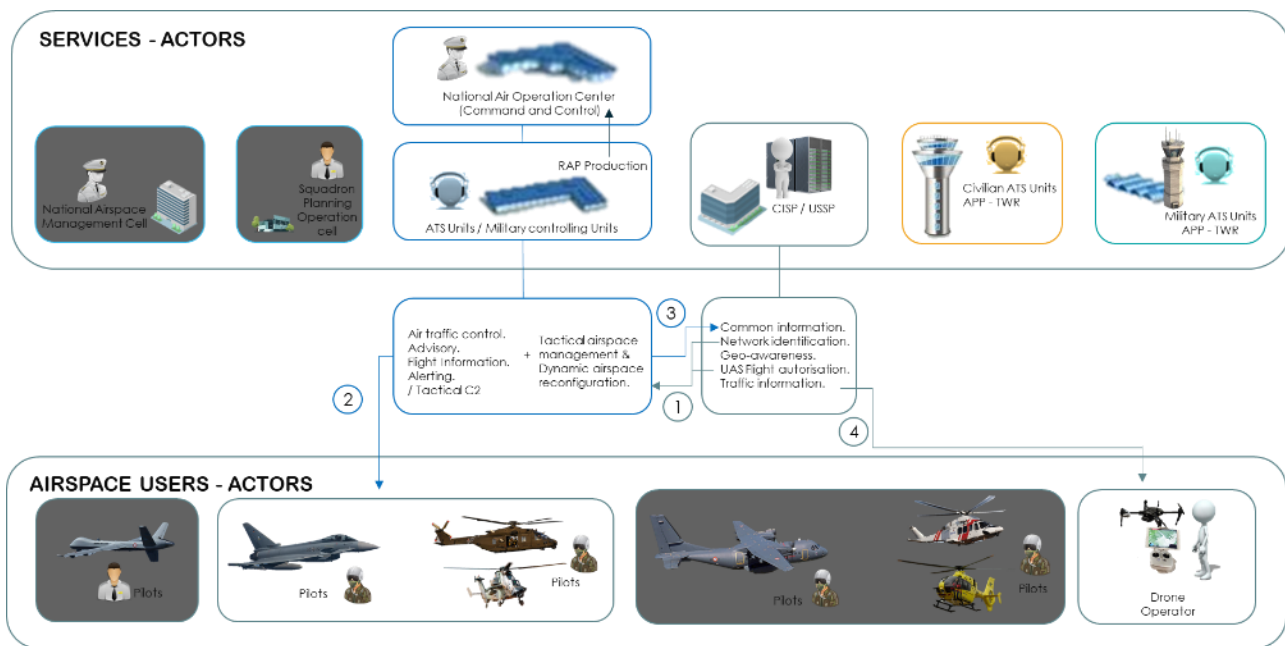 SERVICES - ACTORS
National Air Operation Center
(Command and Control)
RAP Production
ATS Units / Military controlling Units
National Airspace
Management Cell
Squadron
Planning
Operation
cell
CISP / USSP
Civilian ATS Units
APP - TWR
Military ATS Units
APP - TWR
Air traffic control.
Advisory.
Flight Information.
Alerting.
/ Tactical C2
+
Tactical airspace
management &
Dynamic airspace
reconfiguration.
3
Common information.
Network identification.
Geo-awareness.
UAS Flight autorisation.
Traffic information.
1
2
4
AIRSPACE USERS - ACTORS
Pilots
Pilots
Pilots
Pilots
Pilots
Drone
Operator